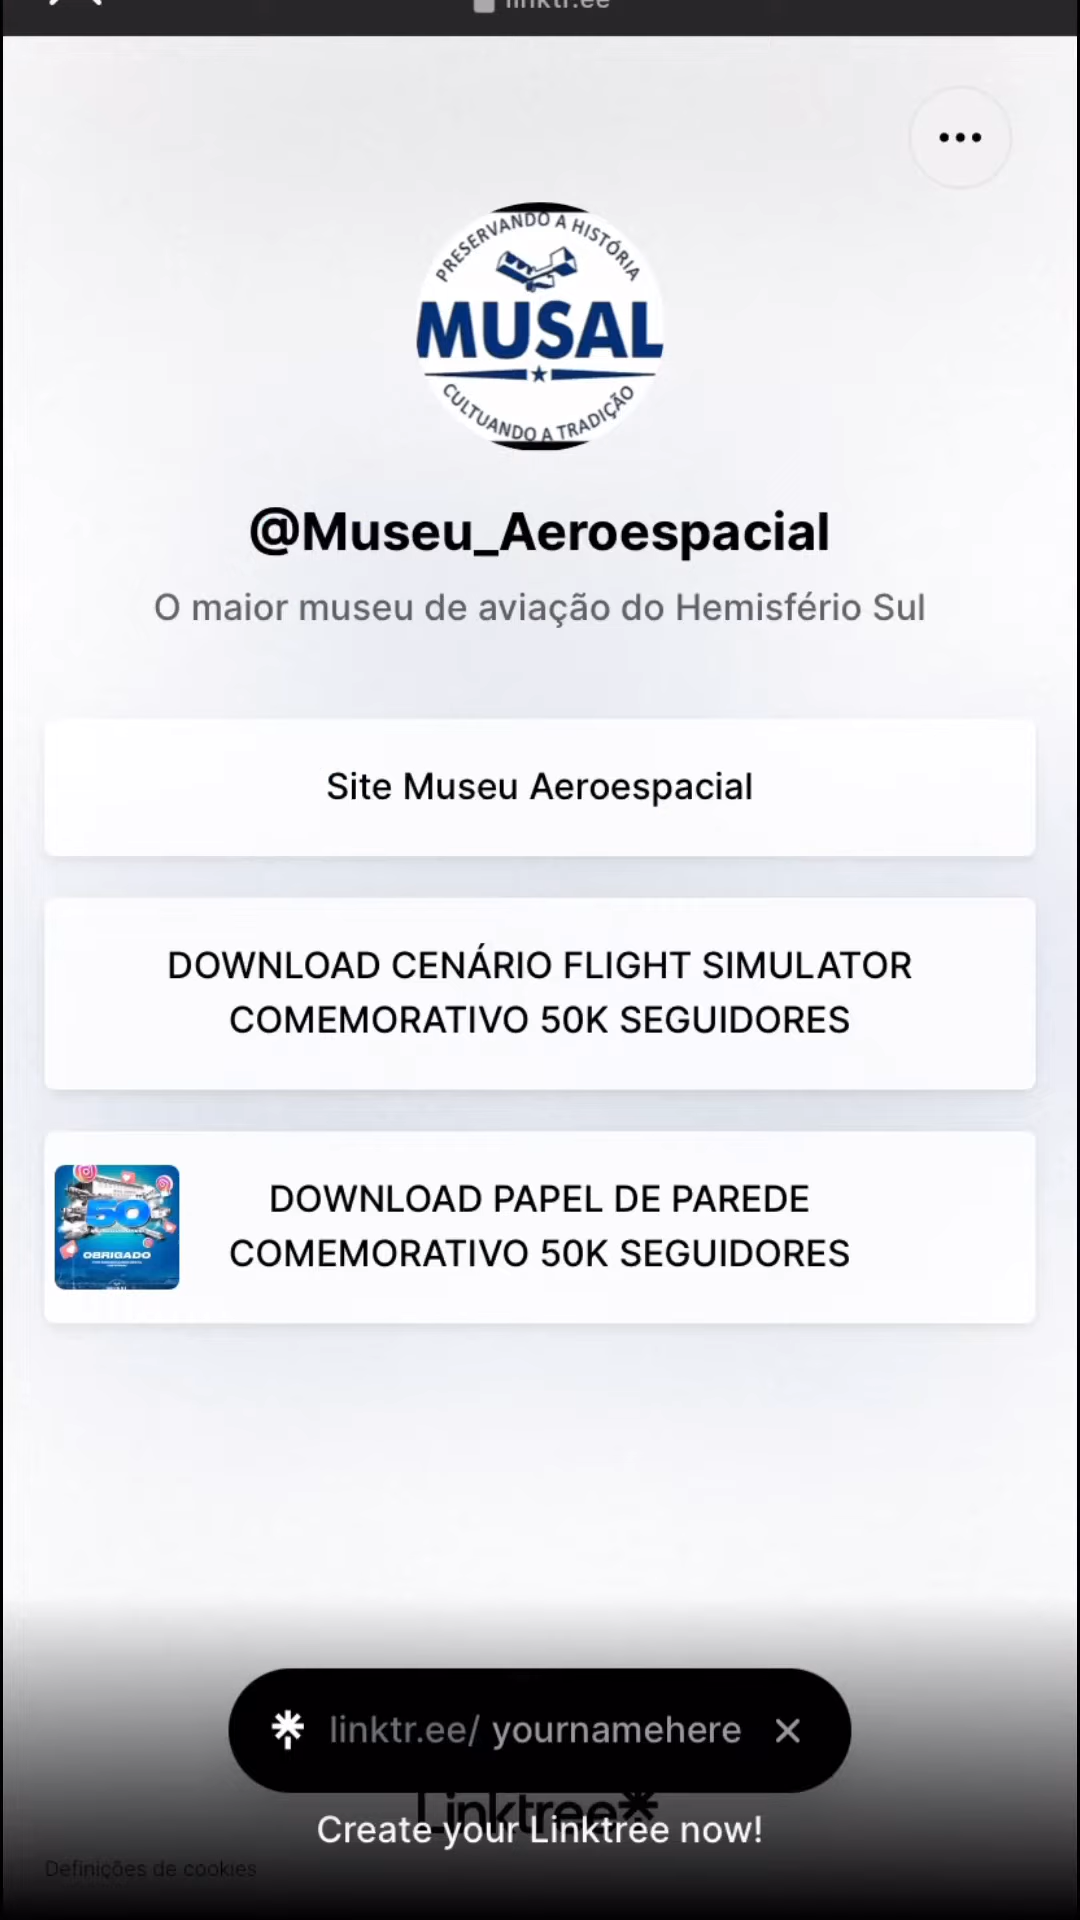 linktr.ee
PRESERVANDO A HISTÓRIA
MUSAL
CULTUANDO A TRADIÇÃO
@Museu_Aeroespacial
O maior museu de aviação do Hemisfério Sul
Site Museu Aeroespacial
DOWNLOAD CENÁRIO FLIGHT SIMULATOR
COMEMORATIVO 50K SEGUIDORES
50
OBRIGADO
DOWNLOAD PAPEL DE PAREDE
COMEMORATIVO 50K SEGUIDORES
linktr.ee/ yournamehere
Linktree
Create your Linktree now!
Definições de cookies